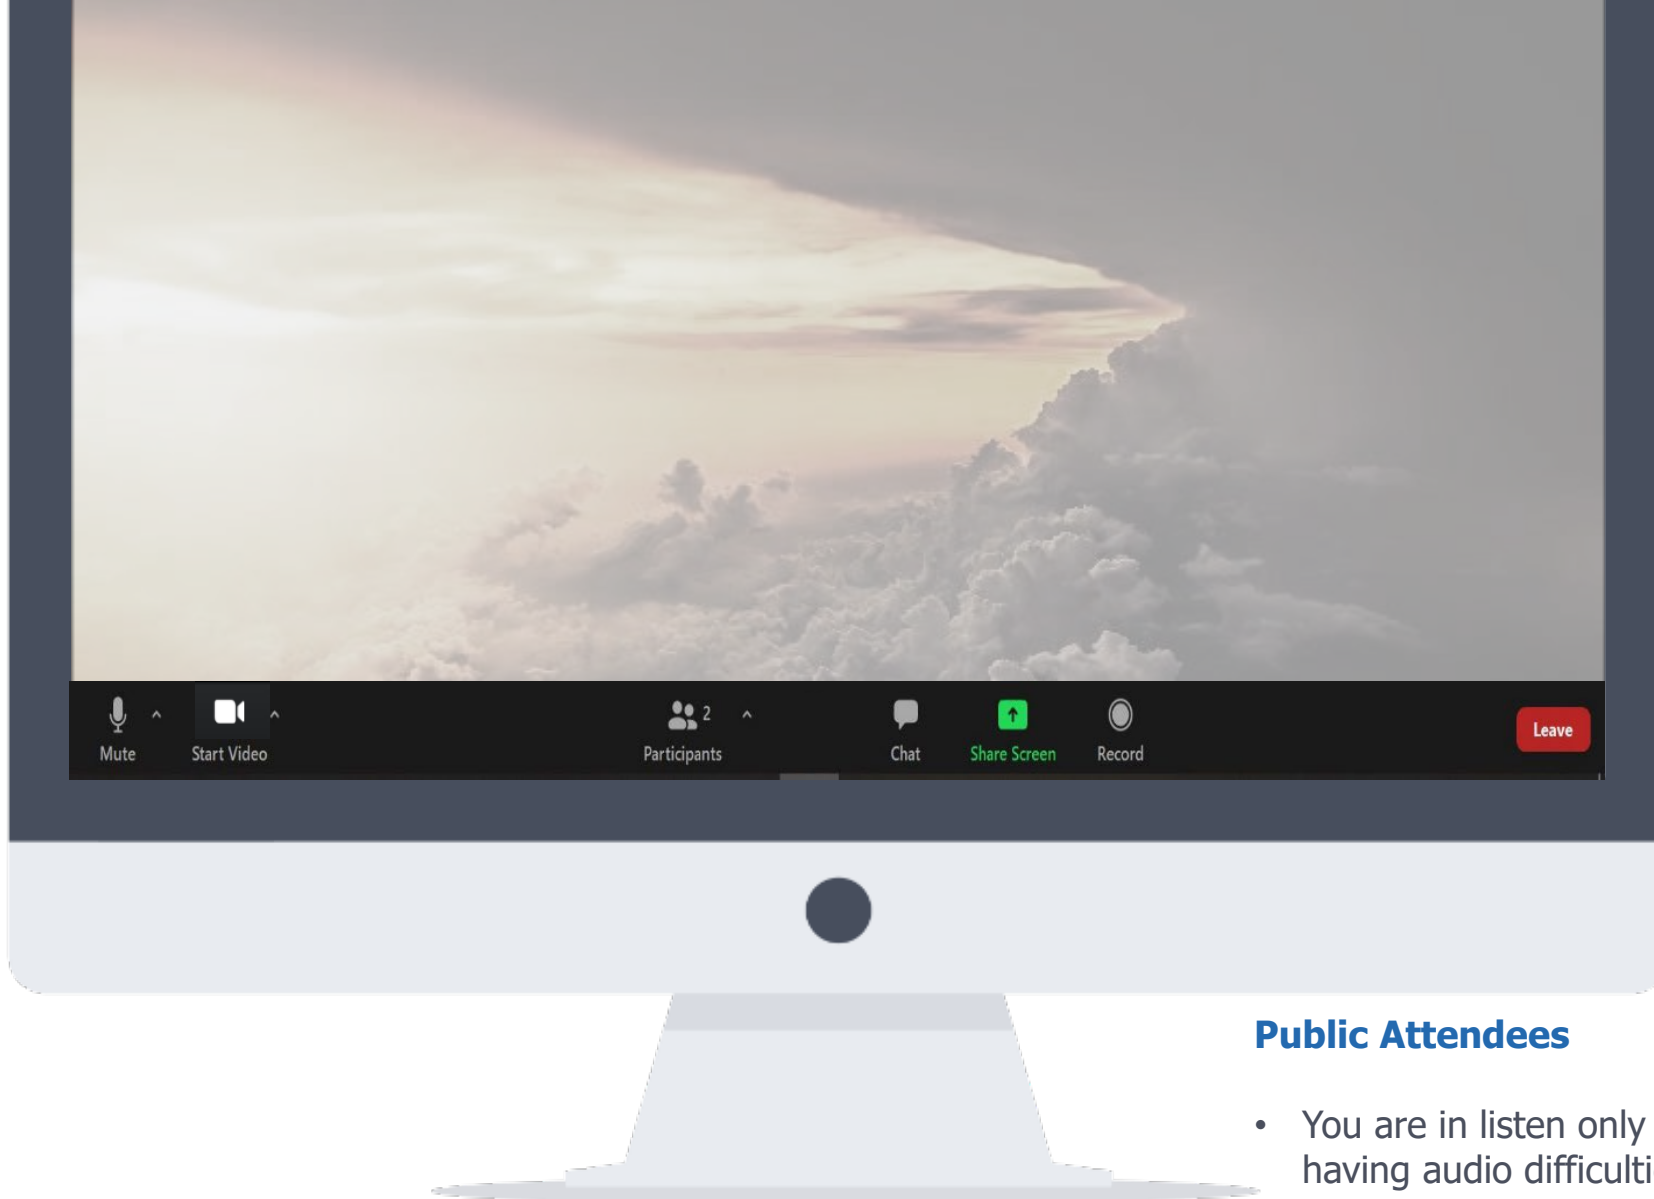 Mute
Start Video
2
Participants
Chat
Share Screen
Record
Leave
Public Attendees
• You are in listen only
having audio